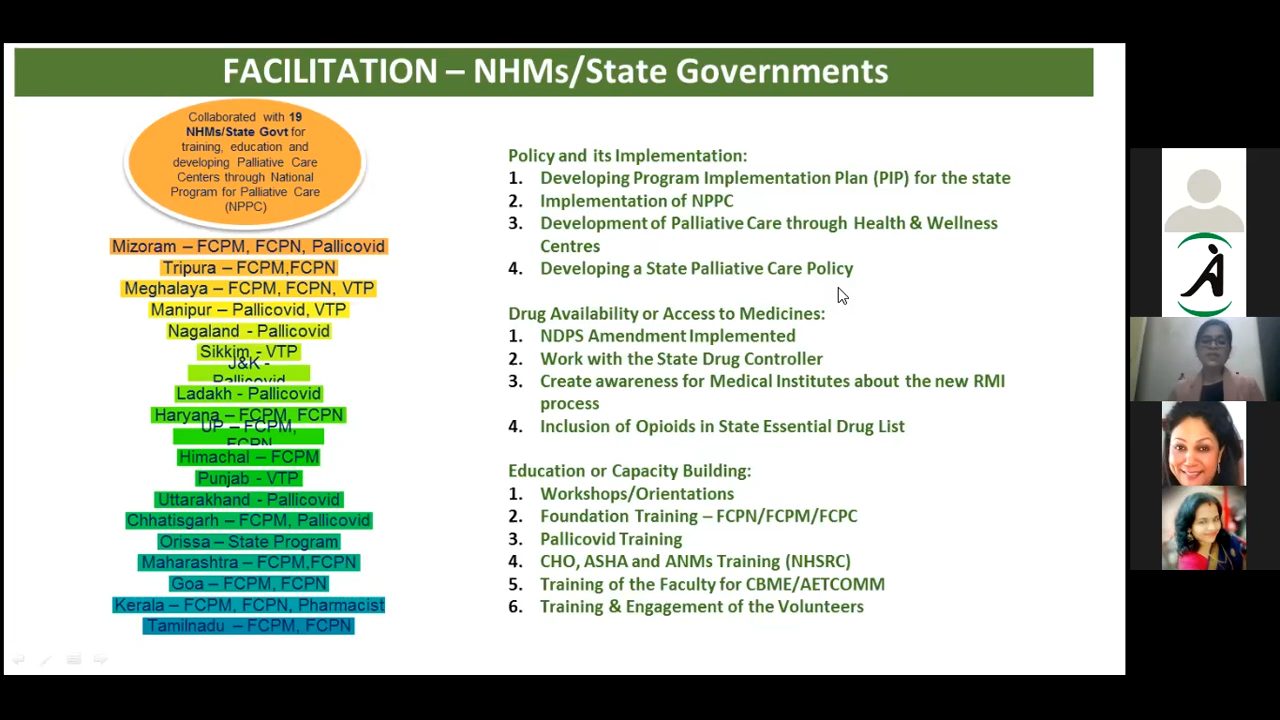 FACILITATION – NHMs/State Governments
Collaborated with 19
NHMs/State Govt for
training, education and
developing Palliative Care
Centers through National
Program for Palliative Care
(NPPC)
Mizoram – FCPM, FCPN, Pallicovid
Tripura – FCPM,FCPN
Meghalaya – FCPM, FCPN, VTP
Manipur – Pallicovid, VTP
Nagaland - Pallicovid
Sikkim - VTP
J&K -
Pallicovid
Ladakh - Pallicovid
Haryana – FCPM, FCPN
UP – FCPM,
FCPN
Himachal – FCPM
Punjab - VTP
Uttarakhand - Pallicovid
Chhatisgarh – FCPM, Pallicovid
Orissa – State Program
Maharashtra – FCPM,FCPN
Goa – FCPM, FCPN
Kerala – FCPM, FCPN, Pharmacist
Tamilnadu – FCPM, FCPN
Policy and its Implementation:
1. Developing Program Implementation Plan (PIP) for the state
2. Implementation of NPPC
3. Development of Palliative Care through Health & Wellness
Centres
4. Developing a State Palliative Care Policy
Drug Availability or Access to Medicines:
1. NDPS Amendment Implemented
2. Work with the State Drug Controller
3. Create awareness for Medical Institutes about the new RMI
process
4. Inclusion of Opioids in State Essential Drug List
Education or Capacity Building:
1. Workshops/Orientations
2. Foundation Training – FCPN/FCPM/FCPC
3. Pallicovid Training
4. CHO, ASHA and ANMs Training (NHSRC)
5. Training of the Faculty for CBME/AETCOMM
6. Training & Engagement of the Volunteers